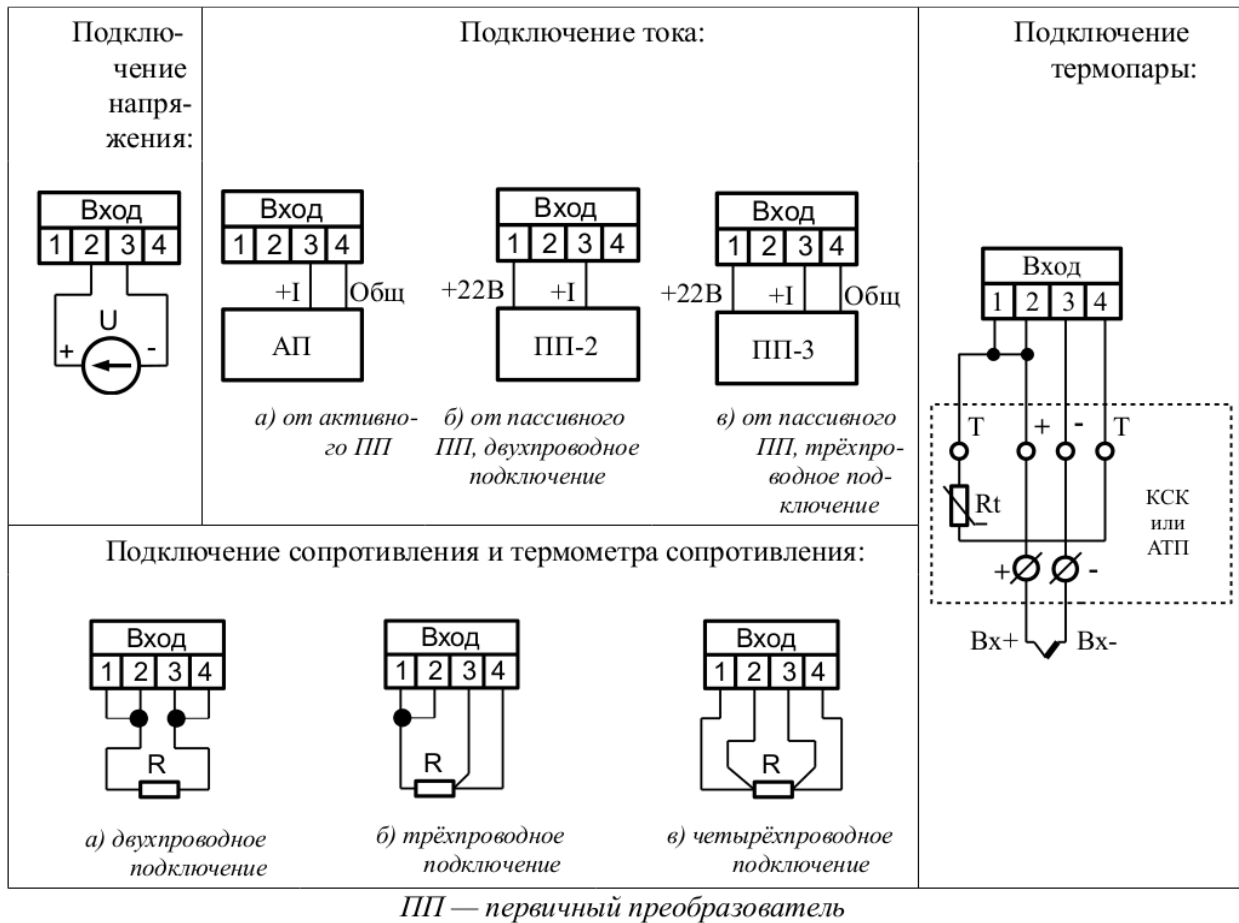 Подклю-
чение
напря-
жения:
Вход
1 2 3 4
U
+ -
Подключение тока:
Вход
1 2 3 4
+I Общ
АП
а) от активно-
го ПП
Вход
1 2 3 4
+22В +I
ПП-2
б) от пассивного
ПП, двухпроводное
подключение
Вход
1 2 3 4
+22В +I Общ
ПП-3
в) от пассивного
ПП, трёхпро-
водное под-
ключение
Подключение
термопары:
Вход
1 2 3 4
T + - T
Rt
КСК
или
АТП
+ -
Вх+ Вх-
Подключение сопротивления и термометра сопротивления:
Вход
1 2 3 4
R
а) двухпроводное
подключение
Вход
1 2 3 4
R
б) трёхпроводное
подключение
Вход
1 2 3 4
R
в) четырёхпроводное
подключение
ПП — первичный преобразователь